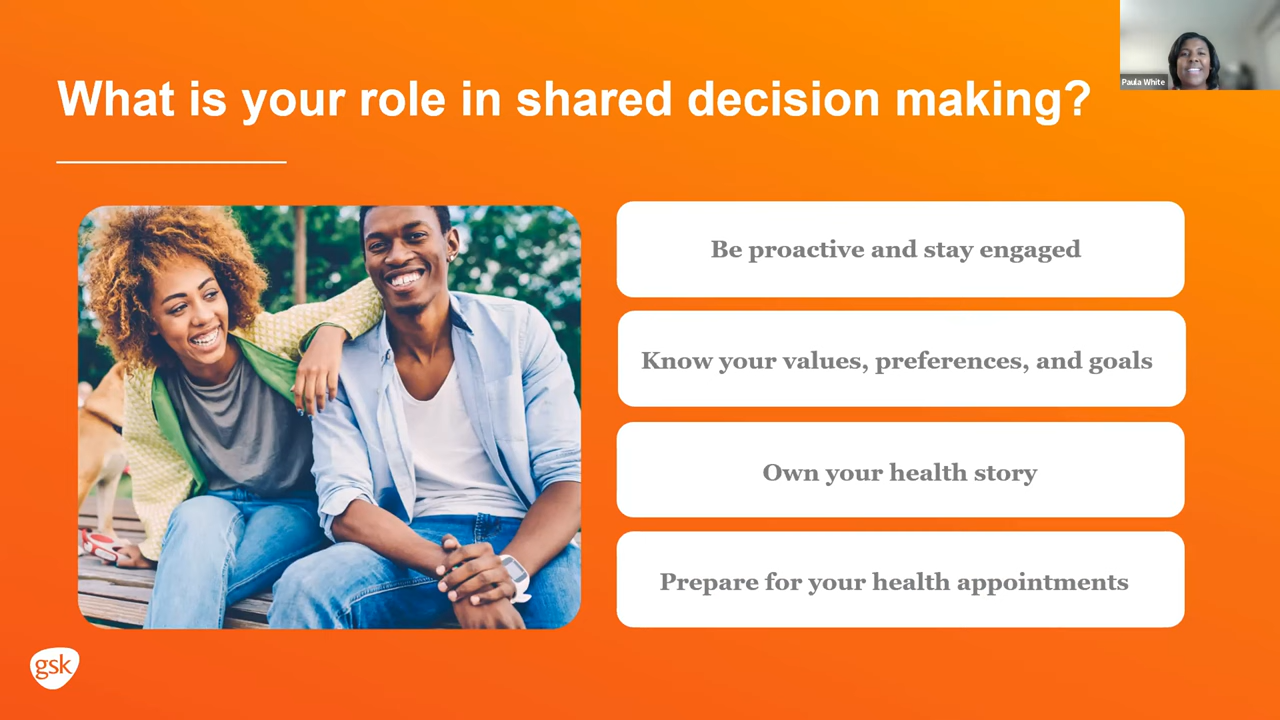 Paula White
What is your role in shared decision making?
Be proactive and stay engaged
Know your values, preferences, and goals
Own your health story
Prepare for your health appointments
gsk